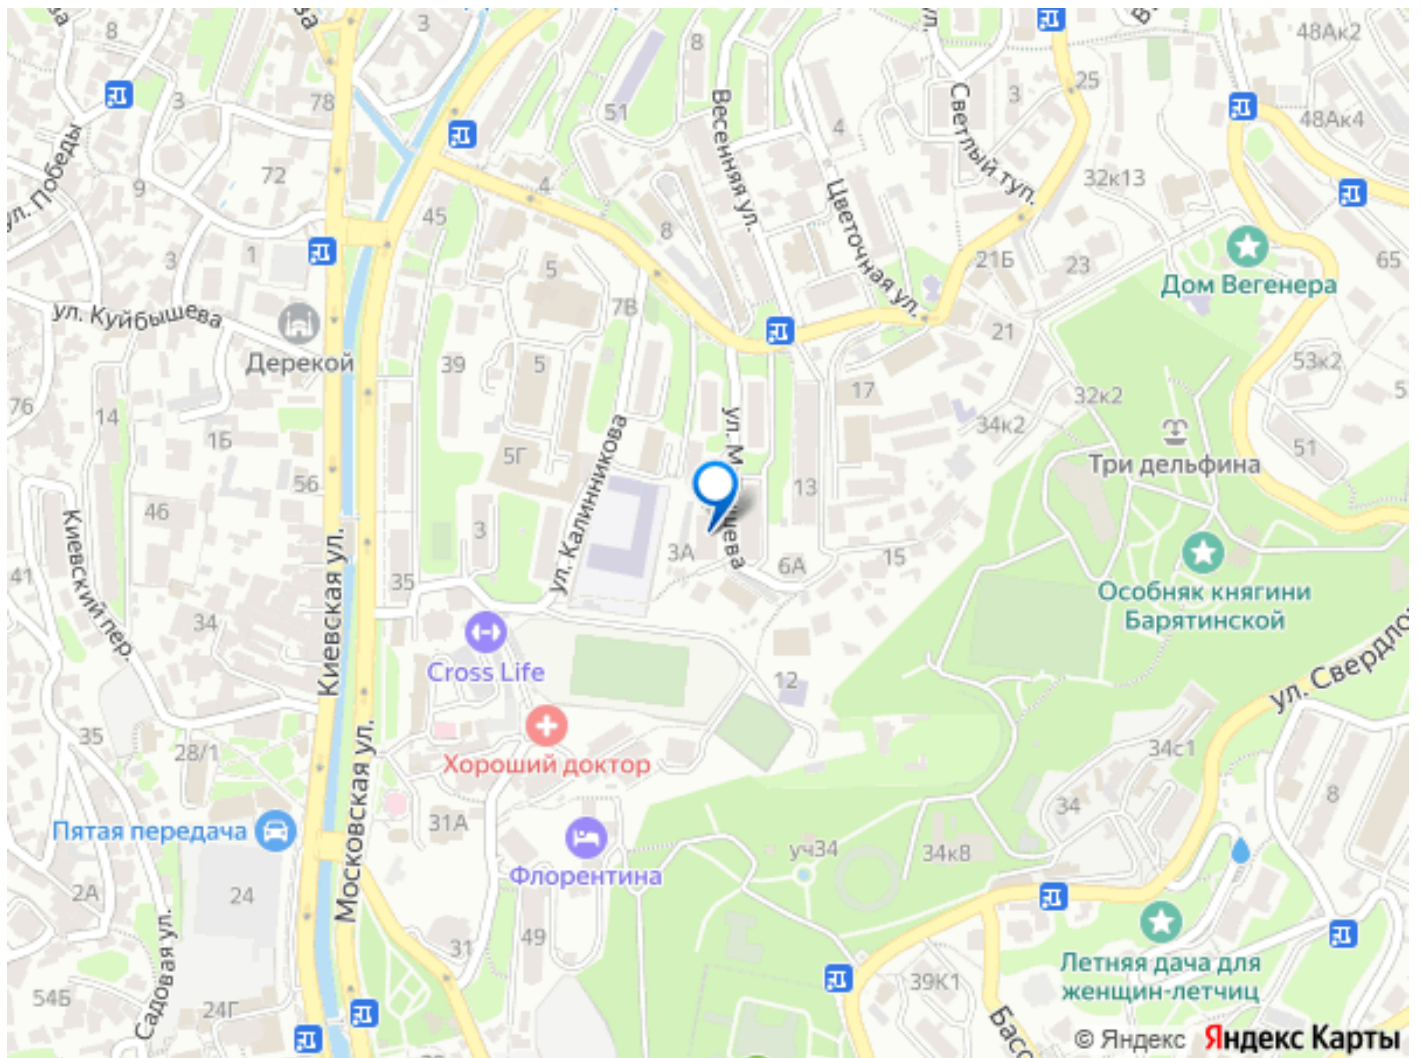 8
3
8
48Ак2
78
3
51
Весенняя ул.
4
Светлый туп.
3
25
48Ак4
ул. Победы
9
72
4
45
8
Цветочная ул.
32к13
3
1
5
7В
21Б
23
Дом Вегенера
65
ул. Куйбышева
Дерекой
39
5
21
53к2
76
14
1Б
17
32к2
34к2
51
Три дельфина
5Г
ул. Калинникова
56
46
3
13
3А
6А
15
Киевский пер.
41
34
35
Киевская ул.
Особняк княгини
Барятинской
Cross Life
12
ул. Свердло
35
28/1
Хороший доктор
34с1
Московская ул.
Пятая передача
31А
34
8
уч34
34к8
Флорентина
2А
24
49
31
Садовая ул.
54Б
24Г
39К1
Летняя дача для
женщин-летчиц
Басс
© Яндекс Яндекс Карты